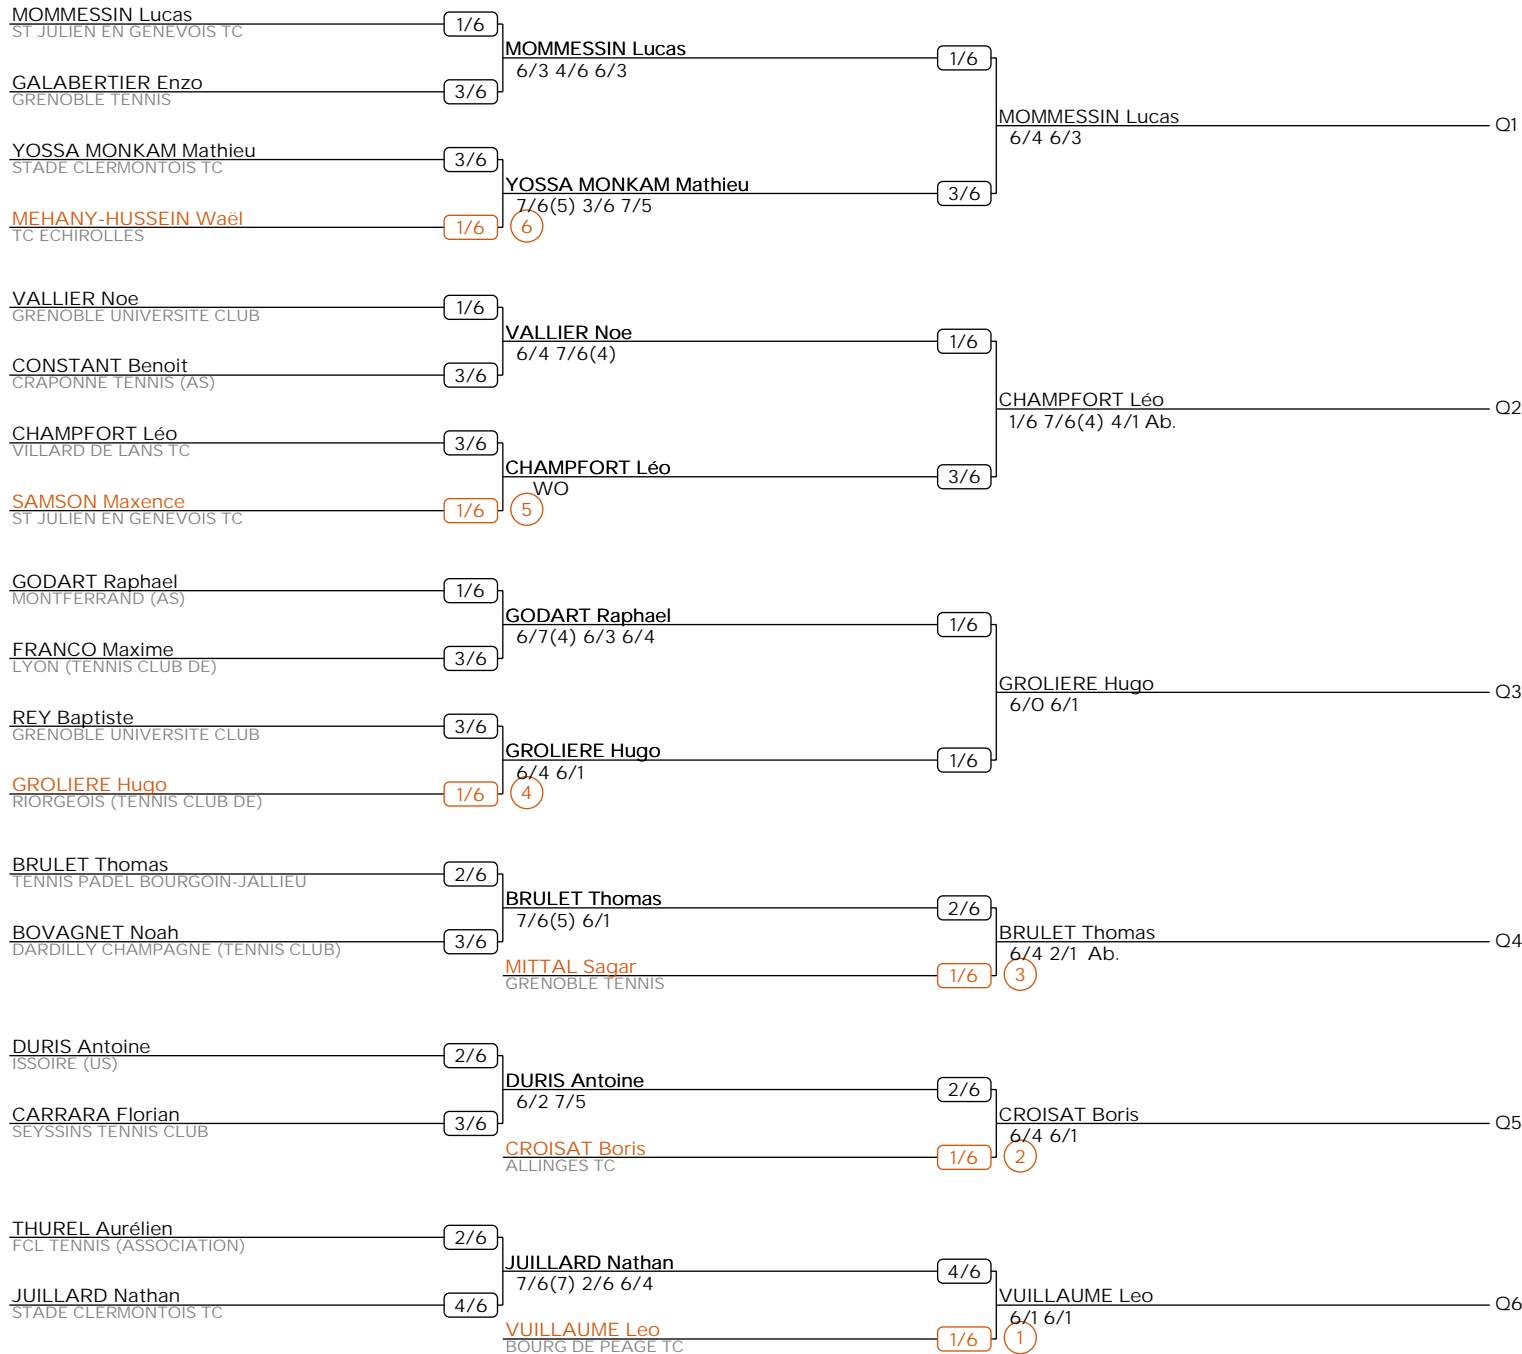 MOMMESSIN Lucas
ST JULIEN EN GENEVOIS TC
1/6
MOMMESSIN Lucas
6/3 4/6 6/3
1/6
GALABERTIER Enzo
GRENOBLE TENNIS
3/6
MOMMESSIN Lucas
6/4 6/3
Q1
YOSSA MONKAM Mathieu
STADE CLERMONTOIS TC
3/6
YOSSA MONKAM Mathieu
7/6(5) 3/6 7/5
3/6
MEHANY-HUSSEIN Waël
TC ECHIROLLES
1/6
6
VALLIER Noe
GRENOBLE UNIVERSITE CLUB
1/6
VALLIER Noe
6/4 7/6(4)
1/6
CONSTANT Benoit
CRAPONNE TENNIS (AS)
3/6
CHAMPFORT Léo
1/6 7/6(4) 4/1 Ab.
Q2
CHAMPFORT Léo
VILLARD DE LANS TC
3/6
CHAMPFORT Léo
WO
3/6
SAMSON Maxence
ST JULIEN EN GENEVOIS TC
1/6
5
GODART Raphael
MONTFERRAND (AS)
1/6
GODART Raphael
6/7(4) 6/3 6/4
1/6
FRANCO Maxime
LYON (TENNIS CLUB DE)
3/6
GROLIERE Hugo
6/0 6/1
Q3
REY Baptiste
GRENOBLE UNIVERSITE CLUB
3/6
GROLIERE Hugo
6/4 6/1
1/6
GROLIERE Hugo
RIORGEOIS (TENNIS CLUB DE)
1/6
4
BRULET Thomas
TENNIS PADEL BOURGOIN-JALLIEU
2/6
BRULET Thomas
7/6(5) 6/1
2/6
BOVAGNET Noah
DARDILLY CHAMPAGNE (TENNIS CLUB)
3/6
BRULET Thomas
6/4 2/1 Ab.
Q4
MITTAL Sagar
GRENOBLE TENNIS
1/6
3
DURIS Antoine
ISSOIRE (US)
2/6
DURIS Antoine
6/2 7/5
2/6
CARRARA Florian
SEYSSINS TENNIS CLUB
3/6
CROISAT Boris
6/4 6/1
Q5
CROISAT Boris
ALLINGES TC
1/6
2
THUREL Aurélien
FCL TENNIS (ASSOCIATION)
2/6
JUILLARD Nathan
7/6(7) 2/6 6/4
4/6
JUILLARD Nathan
STADE CLERMONTOIS TC
4/6
VUILLAUME Leo
6/1 6/1
Q6
VUILLAUME Leo
BOURG DE PEAGE TC
1/6
1